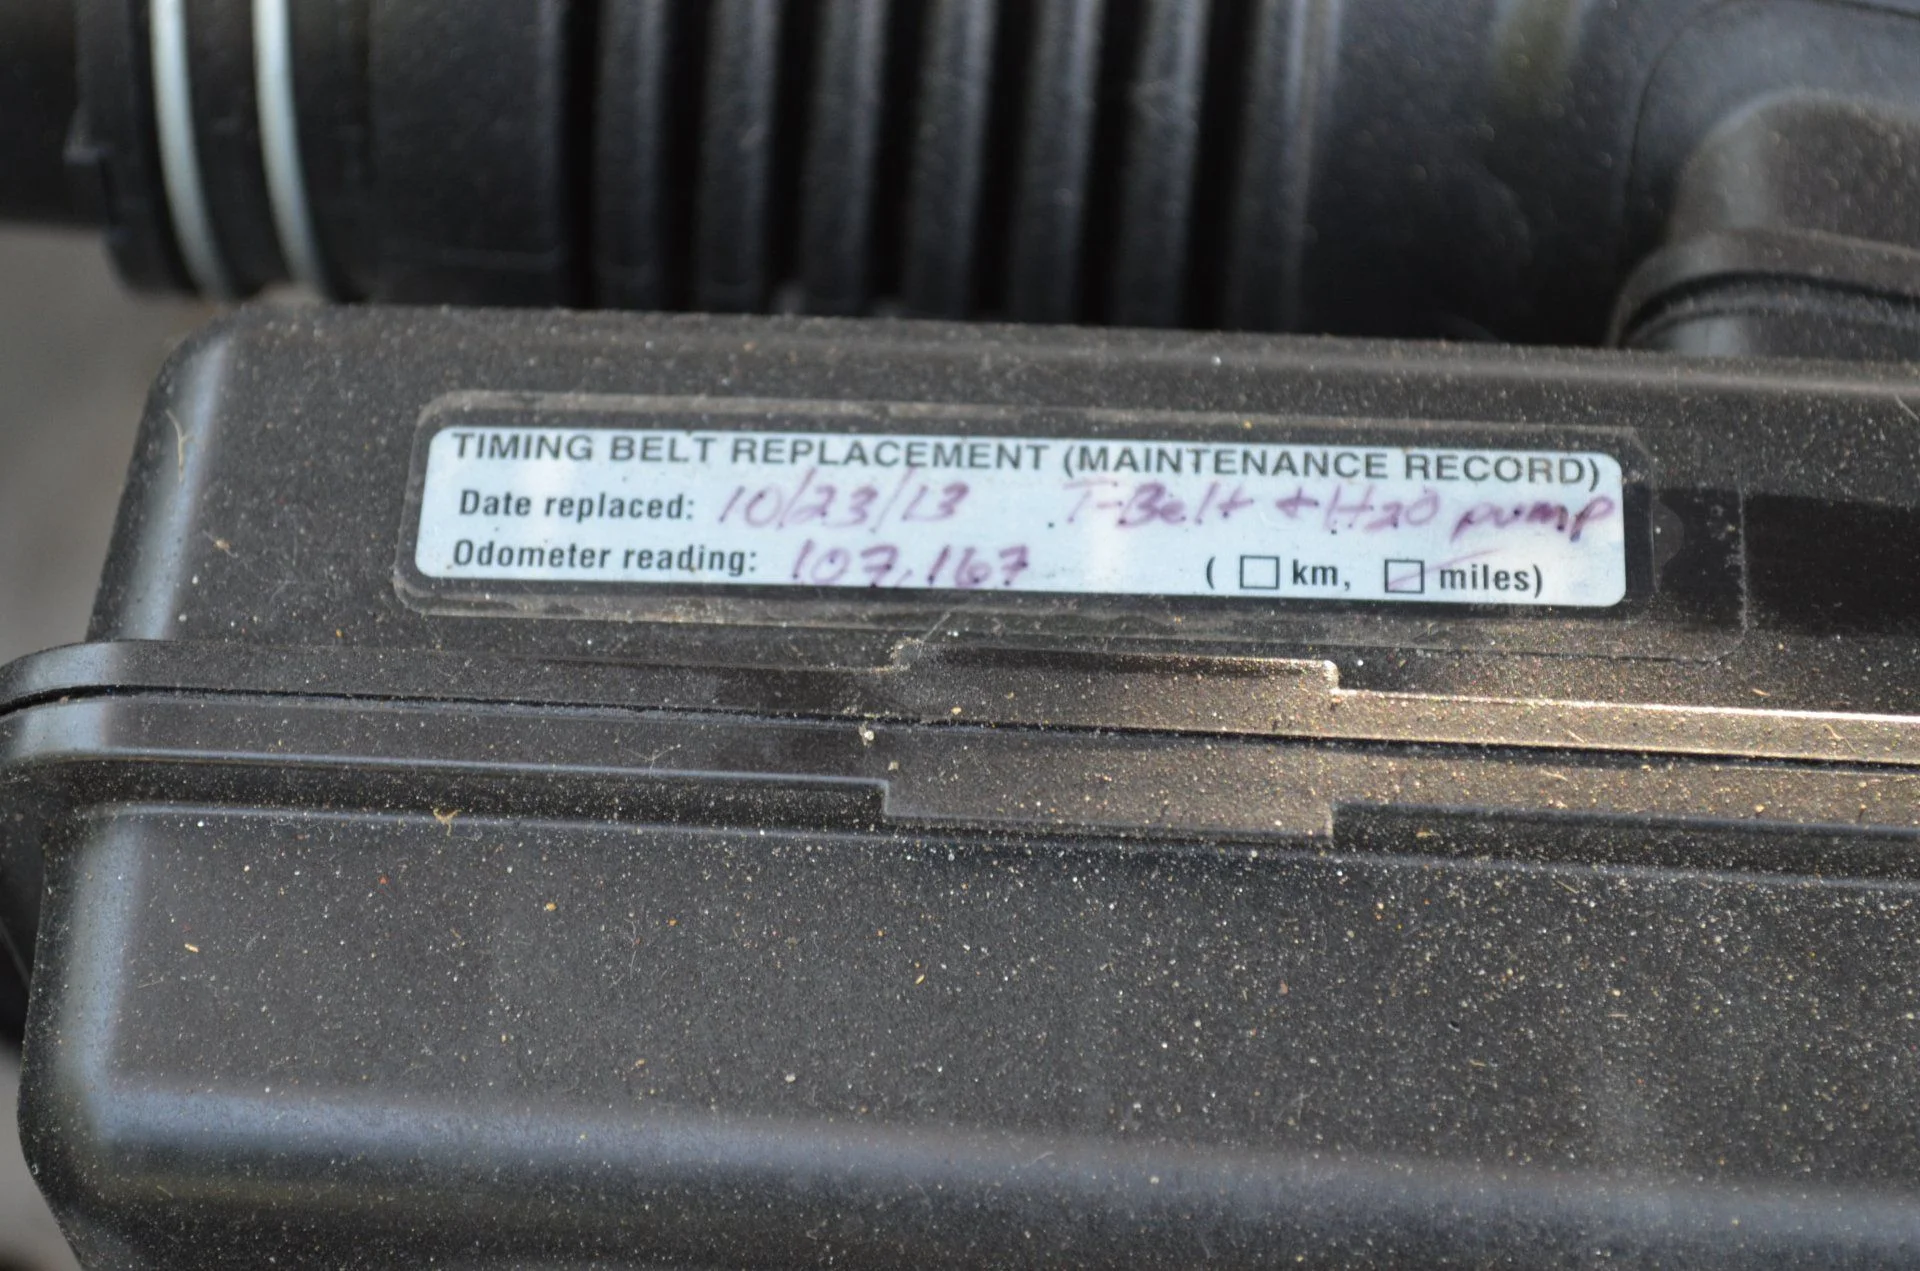 TIMING BELT REPLACEMENT (MAINTENANCE RECORD)
Date replaced: 10/23/13 T-Belt + H20 pump
Odometer reading: 107,167 ( ☐ km, ☐ miles)